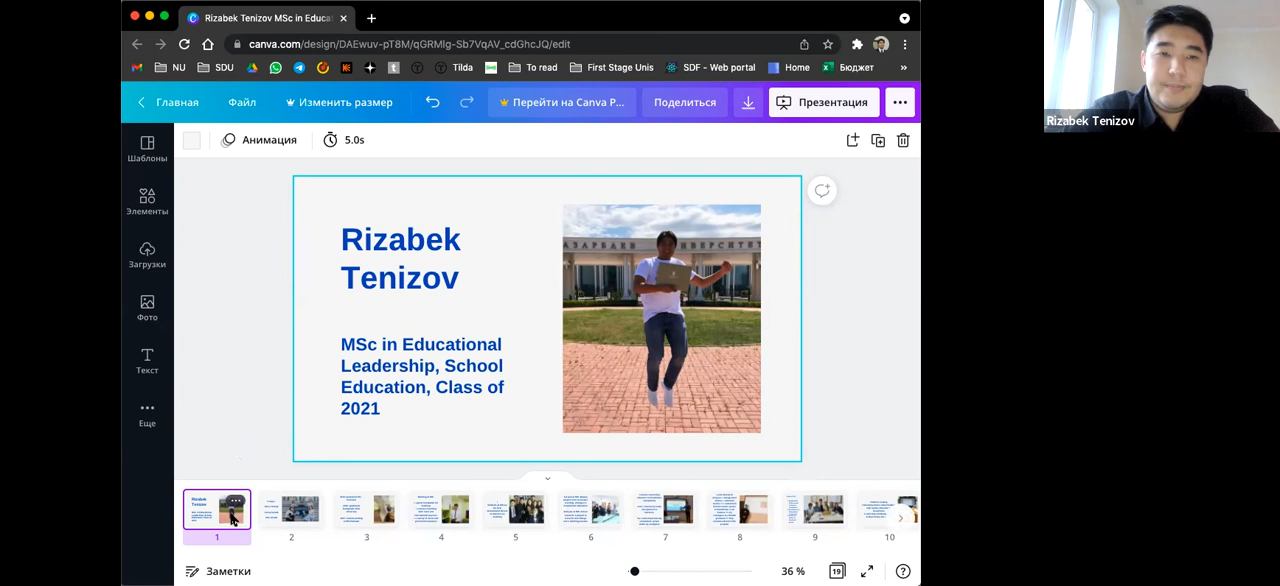 Rizabek Tenizov MSc in Educa
canva.com/design/DAEwuv-pT8M/qGRMlg-Sb7VqAV_cdGhcJQ/edit
NU SDU Tilda To read First Stage Unis SDF - Web portal Home Бюджет »
Главная Файл Изменить размер Перейти на Canva P... Поделиться Презентация
Rizabek Tenizov
Анимация 5.0s
Шаблоны
Элементы
Загрузки
Фото
Текст
Еще
Rizabek
Tenizov
MSc in Educational
Leadership, School
Education, Class of
2021
АЗАРБАЕВ УНИВЕРСИТЕТ
1 2 3 4 5 6 7 8 9 10
Заметки 36 % 19